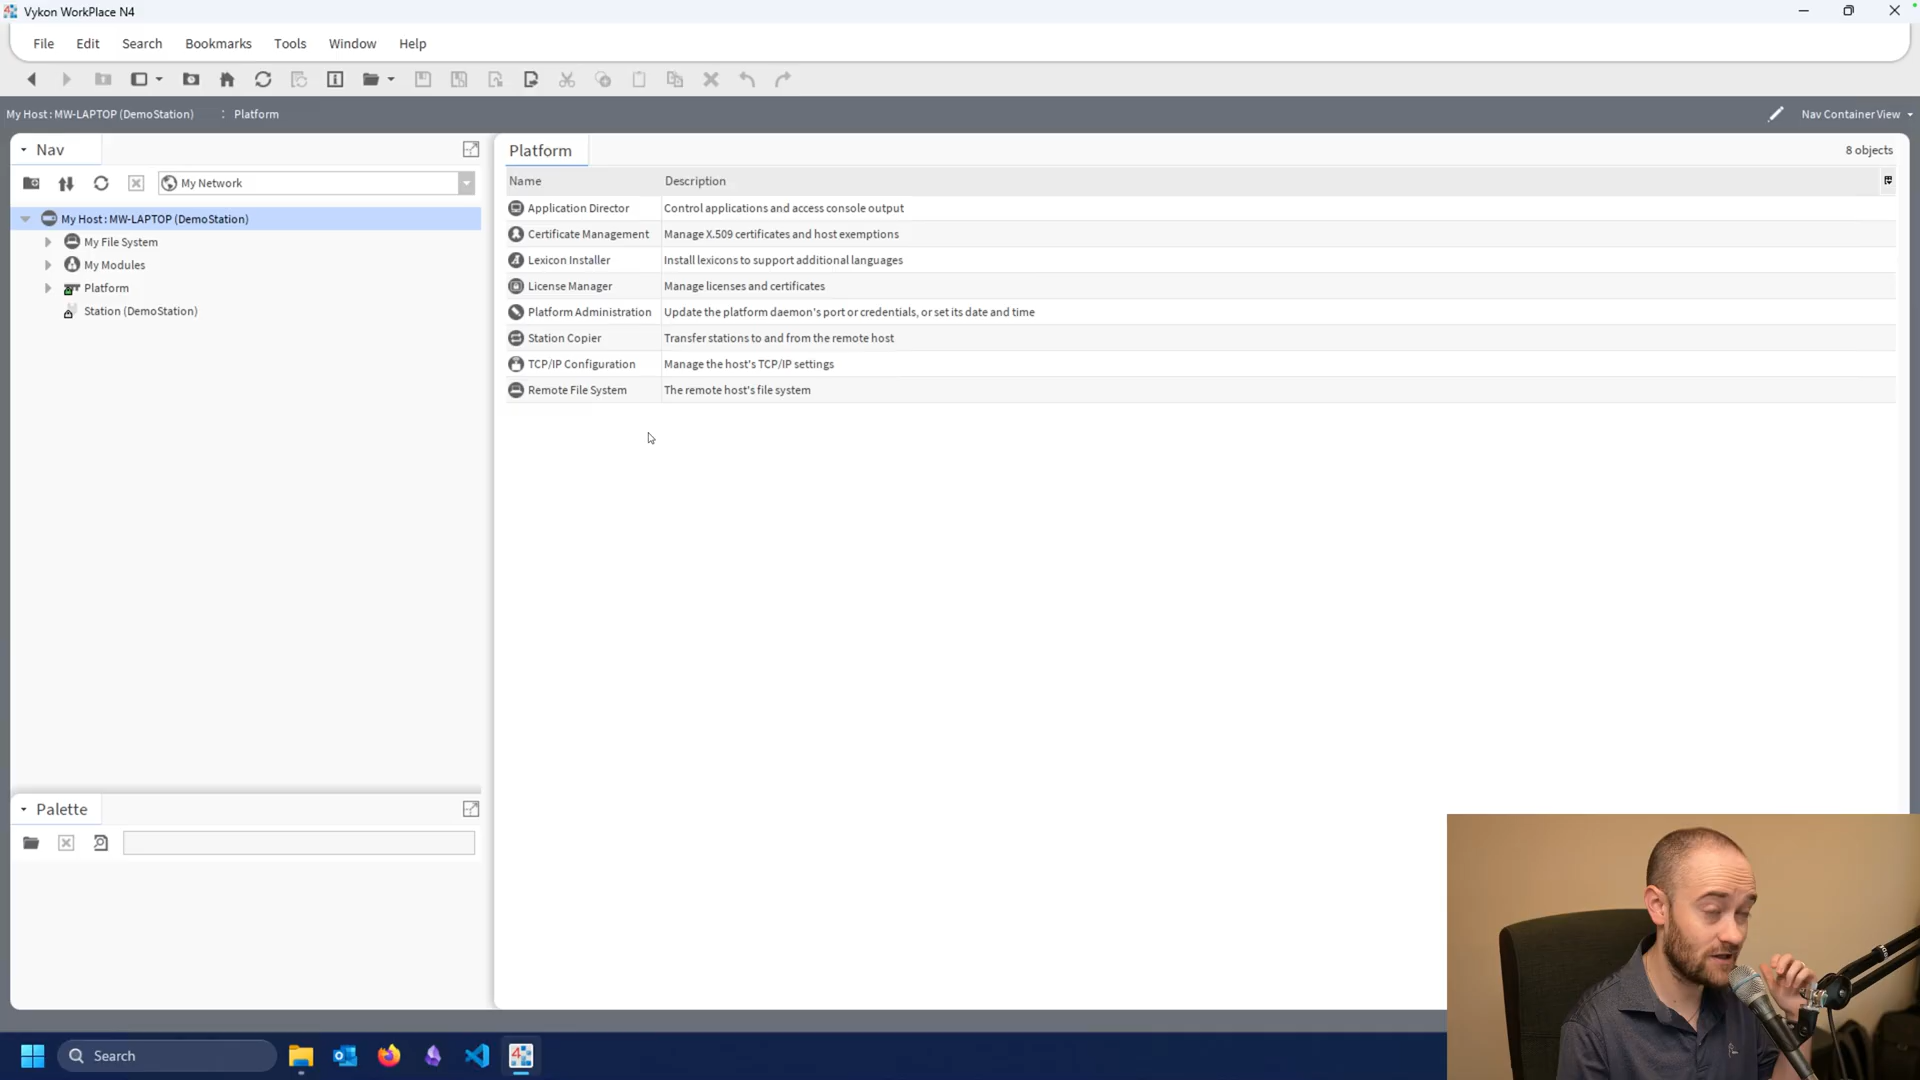 Vykon WorkPlace N4
File Edit Search Bookmarks Tools Window Help
My Host : MW-LAPTOP (DemoStation) : Platform
Nav Container View
Nav
My Network
My Host : MW-LAPTOP (DemoStation)
My File System
My Modules
Platform
Station (DemoStation)
Palette
Platform
8 objects
Name Description
Application Director Control applications and access console output
Certificate Management Manage X.509 certificates and host exemptions
Lexicon Installer Install lexicons to support additional languages
License Manager Manage licenses and certificates
Platform Administration Update the platform daemon's port or credentials, or set its date and time
Station Copier Transfer stations to and from the remote host
TCP/IP Configuration Manage the host's TCP/IP settings
Remote File System The remote host's file system
Search